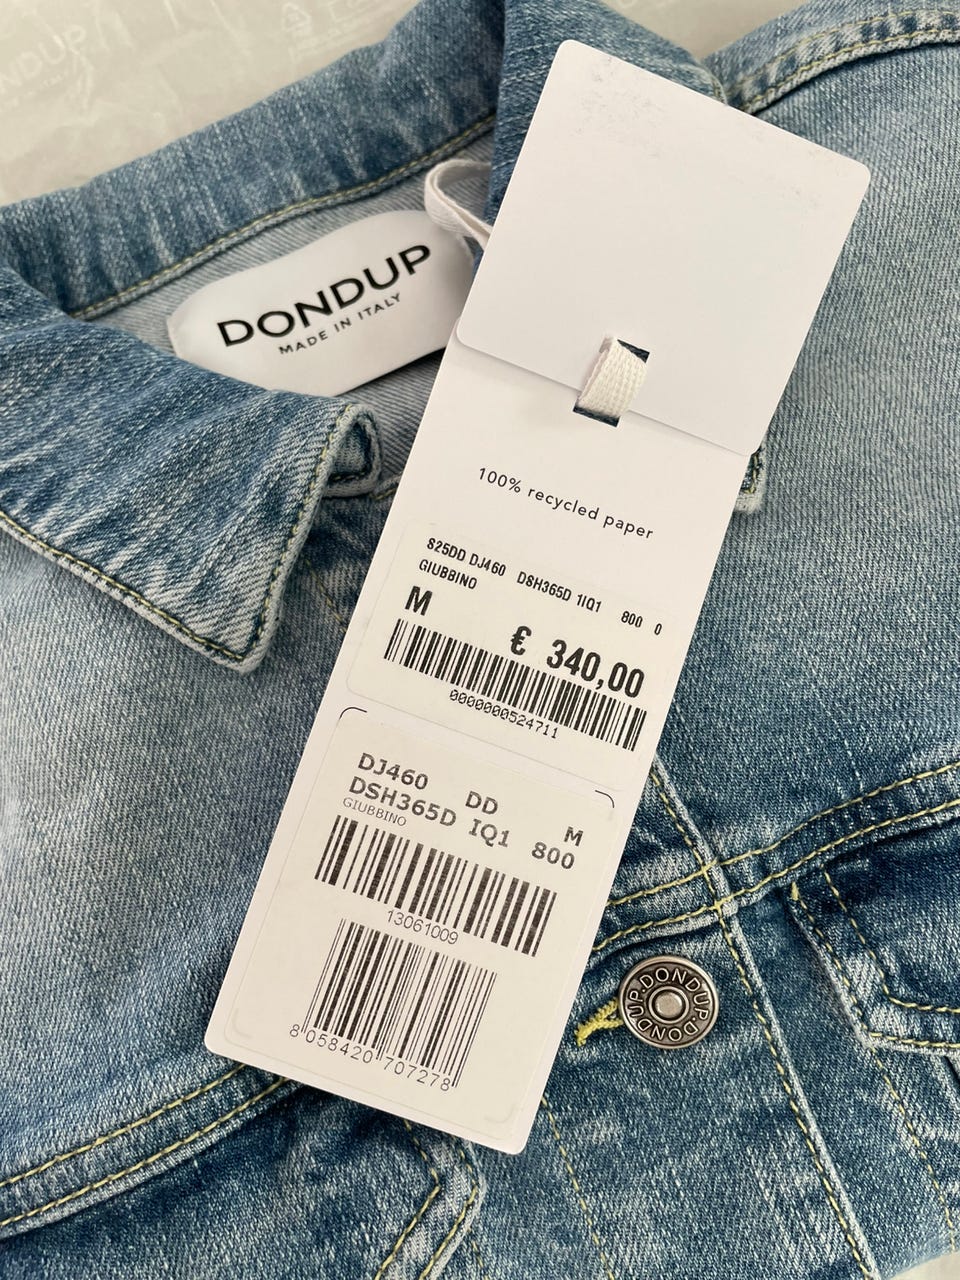 DONDUP
MADE IN ITALY
100% recycled paper
S25DD DJ460 DSH365D 1IQ1 800 0
GIUBBINO
M
€ 340,00
0000000524711
DJ460 DD M
DSH365D IQ1 800
GIUBBINO
13061009
8 058420 707278
DONDUP·DONDUP·